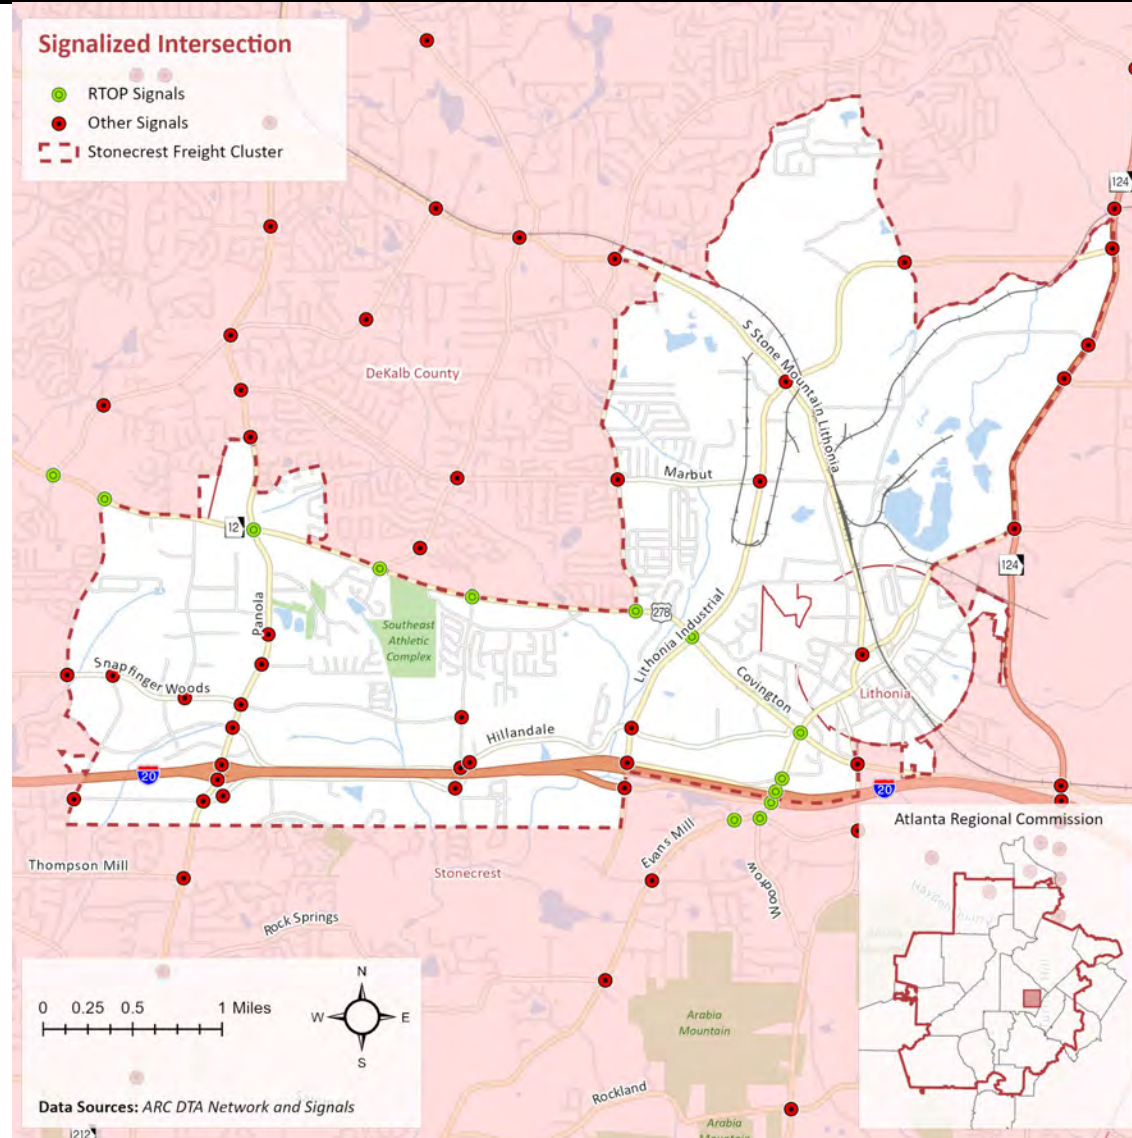 Signalized Intersection
RTOP Signals
Other Signals
Stonecrest Freight Cluster
124
DeKalb County
S Stone Mountain Lithonia
Marbut
12
124
Panola
278
Southeast
Athletic
Complex
Lithonia Industrial
Snapfinger Woods
Covington
Lithonia
Hillandale
20
20
Evans Mill
Atlanta Regional Commission
Thompson Mill
Stonecrest
Woodrow
Rock Springs
N
0 0.25 0.5 1 Miles
W E
S
Arabia
Mountain
Rockland
Data Sources: ARC DTA Network and Signals
Arabia
Mountain
212